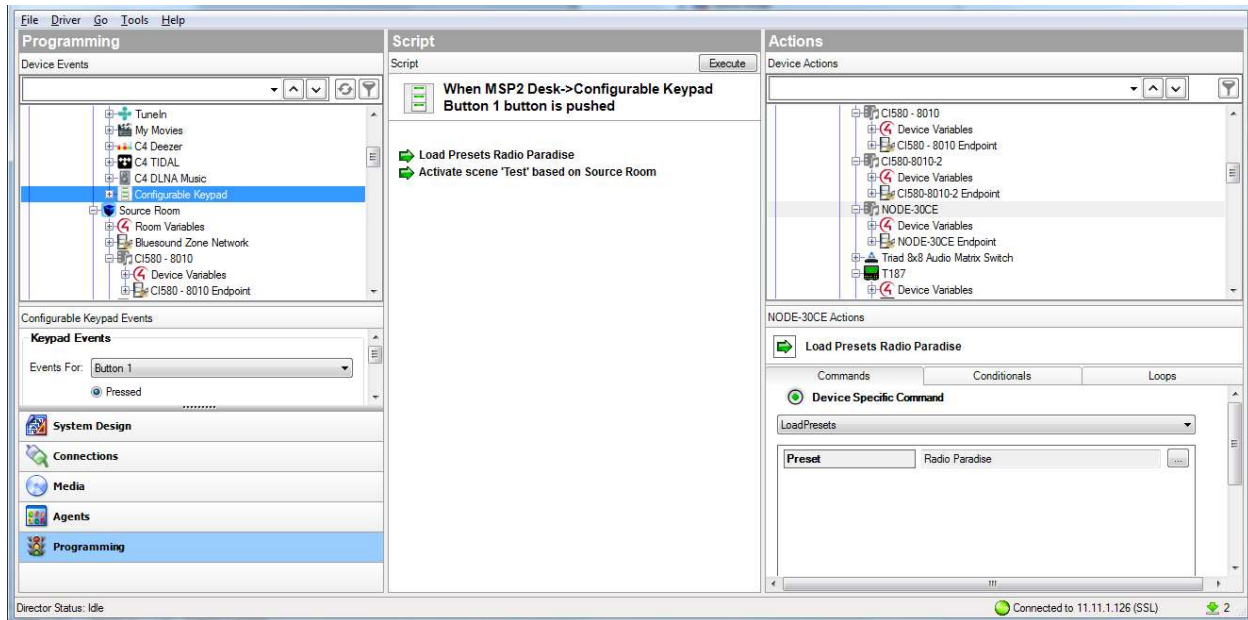 File Driver Go Tools Help
Programming
Device Events
TuneIn
My Movies
C4 Deezer
C4 TIDAL
C4 DLNA Music
Configurable Keypad
Source Room
Room Variables
Bluesound Zone Network
CI580 - 8010
Device Variables
CI580 - 8010 Endpoint
Configurable Keypad Events
Keypad Events
Events For: Button 1
Pressed
System Design
Connections
Media
Agents
Programming
Script
Script Execute
When MSP2 Desk->Configurable Keypad
Button 1 button is pushed
Load Presets Radio Paradise
Activate scene 'Test' based on Source Room
Actions
Device Actions
CI580 - 8010
Device Variables
CI580 - 8010 Endpoint
CI580-8010-2
Device Variables
CI580-8010-2 Endpoint
NODE-30CE
Device Variables
NODE-30CE Endpoint
Triad 8x8 Audio Matrix Switch
T187
Device Variables
NODE-30CE Actions
Load Presets Radio Paradise
Commands Conditionals Loops
Device Specific Command
LoadPresets
Preset Radio Paradise ...
Director Status: Idle
Connected to 11.11.1.126 (SSL) 2